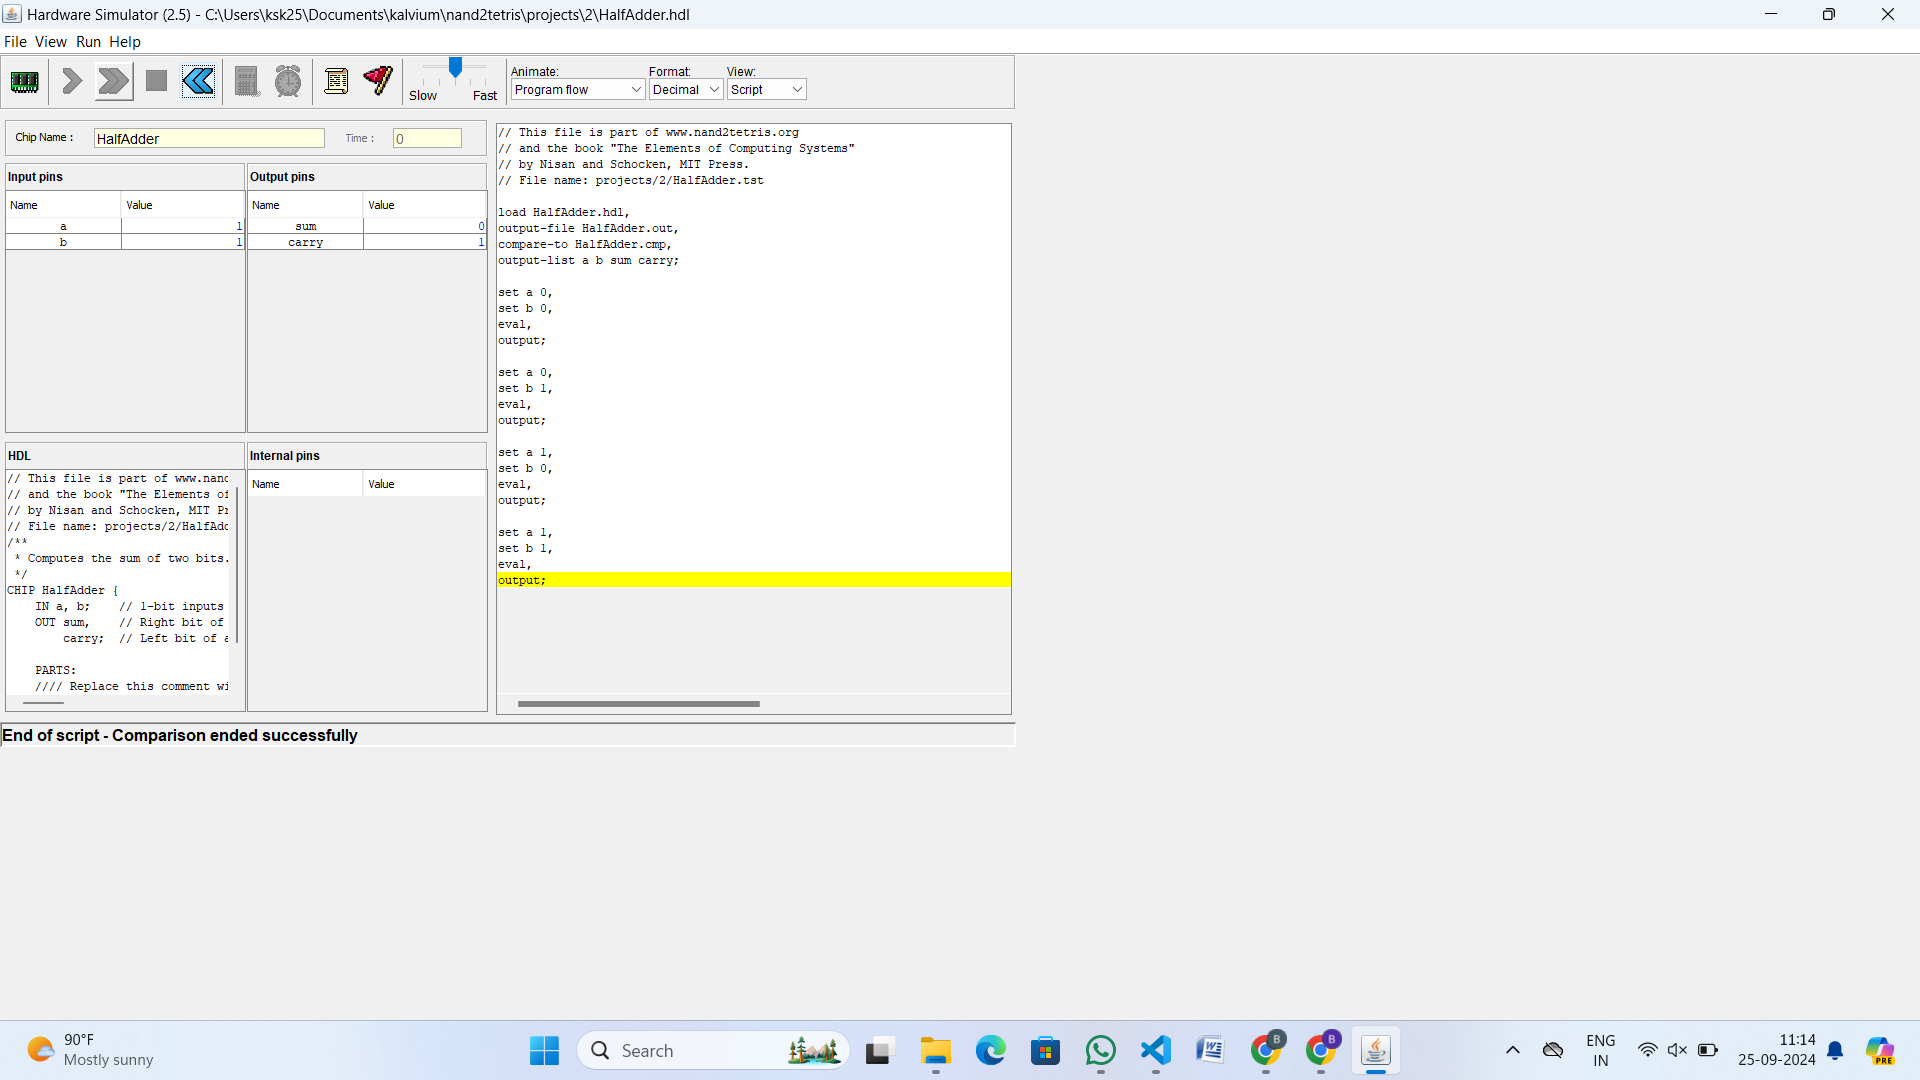 Hardware Simulator (2.5) - C:\Users\ksk25\Documents\kalvium\nand2tetris\projects\2\HalfAdder.hdl
File View Run Help
Slow Fast
Animate: Format: View:
Program flow Decimal Script
Chip Name : HalfAdder Time : 0
Input pins
Name Value
a 1
b 1
Output pins
Name Value
sum 0
carry 1
HDL
// This file is part of www.nand
// and the book "The Elements of
// by Nisan and Schocken, MIT Pr
// File name: projects/2/HalfAdd
/**
* Computes the sum of two bits.
*/
CHIP HalfAdder {
IN a, b; // 1-bit inputs
OUT sum, // Right bit of
carry; // Left bit of a
PARTS:
//// Replace this comment wi
Internal pins
Name Value
// This file is part of www.nand2tetris.org
// and the book "The Elements of Computing Systems"
// by Nisan and Schocken, MIT Press.
// File name: projects/2/HalfAdder.tst
load HalfAdder.hdl,
output-file HalfAdder.out,
compare-to HalfAdder.cmp,
output-list a b sum carry;
set a 0,
set b 0,
eval,
output;
set a 0,
set b 1,
eval,
output;
set a 1,
set b 0,
eval,
output;
set a 1,
set b 1,
eval,
output;
End of script - Comparison ended successfully
90°F
Mostly sunny
Search
B
B
ENG
IN
11:14
25-09-2024
PRE